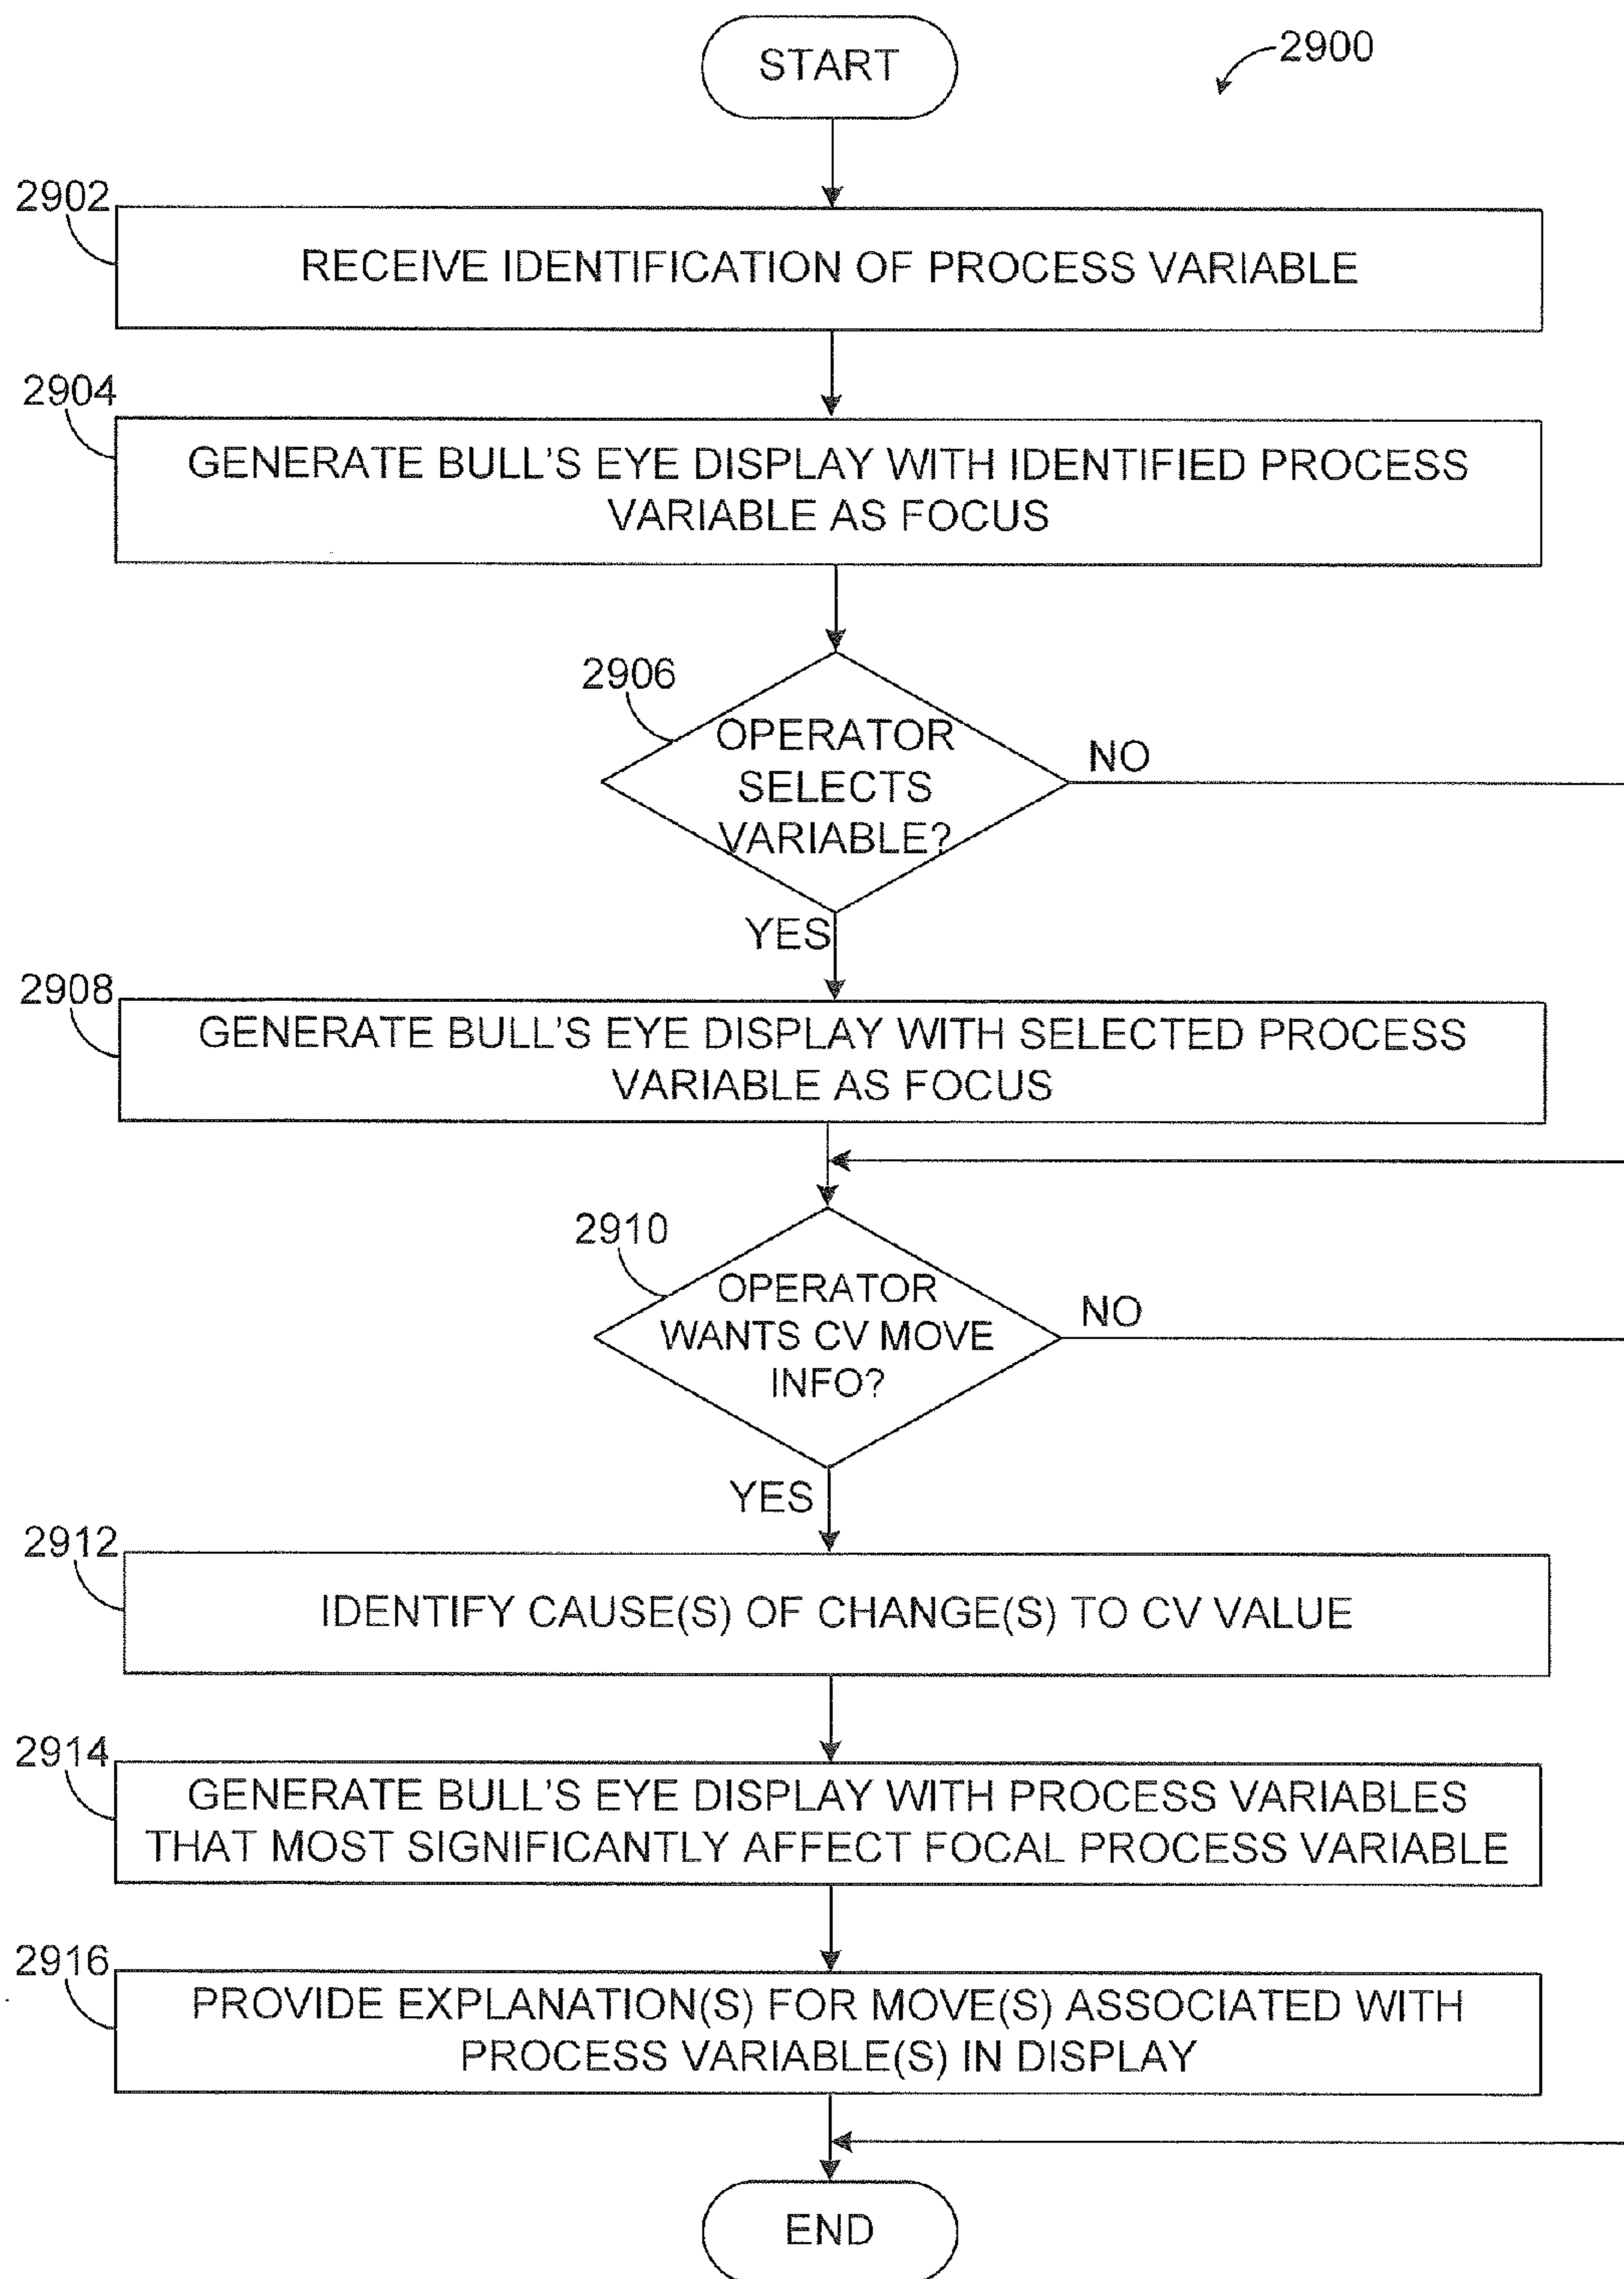 START
2900
2902
RECEIVE IDENTIFICATION OF PROCESS VARIABLE
2904
GENERATE BULL'S EYE DISPLAY WITH IDENTIFIED PROCESS
VARIABLE AS FOCUS
2906
OPERATOR
SELECTS
VARIABLE?
NO
YES
2908
GENERATE BULL'S EYE DISPLAY WITH SELECTED PROCESS
VARIABLE AS FOCUS
2910
OPERATOR
WANTS CV MOVE
INFO?
NO
YES
2912
IDENTIFY CAUSE(S) OF CHANGE(S) TO CV VALUE
2914
GENERATE BULL'S EYE DISPLAY WITH PROCESS VARIABLES
THAT MOST SIGNIFICANTLY AFFECT FOCAL PROCESS VARIABLE
2916
PROVIDE EXPLANATION(S) FOR MOVE(S) ASSOCIATED WITH
PROCESS VARIABLE(S) IN DISPLAY
END